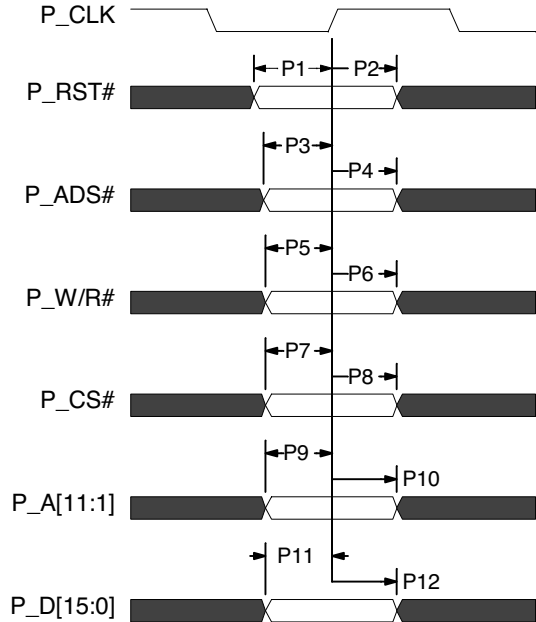 P_CLK
P1 P2
P_RST#
P3
P4
P_ADS#
P5
P6
P_W/R#
P7
P8
P_CS#
P9
P10
P_A[11:1]
P11
P12
P_D[15:0]